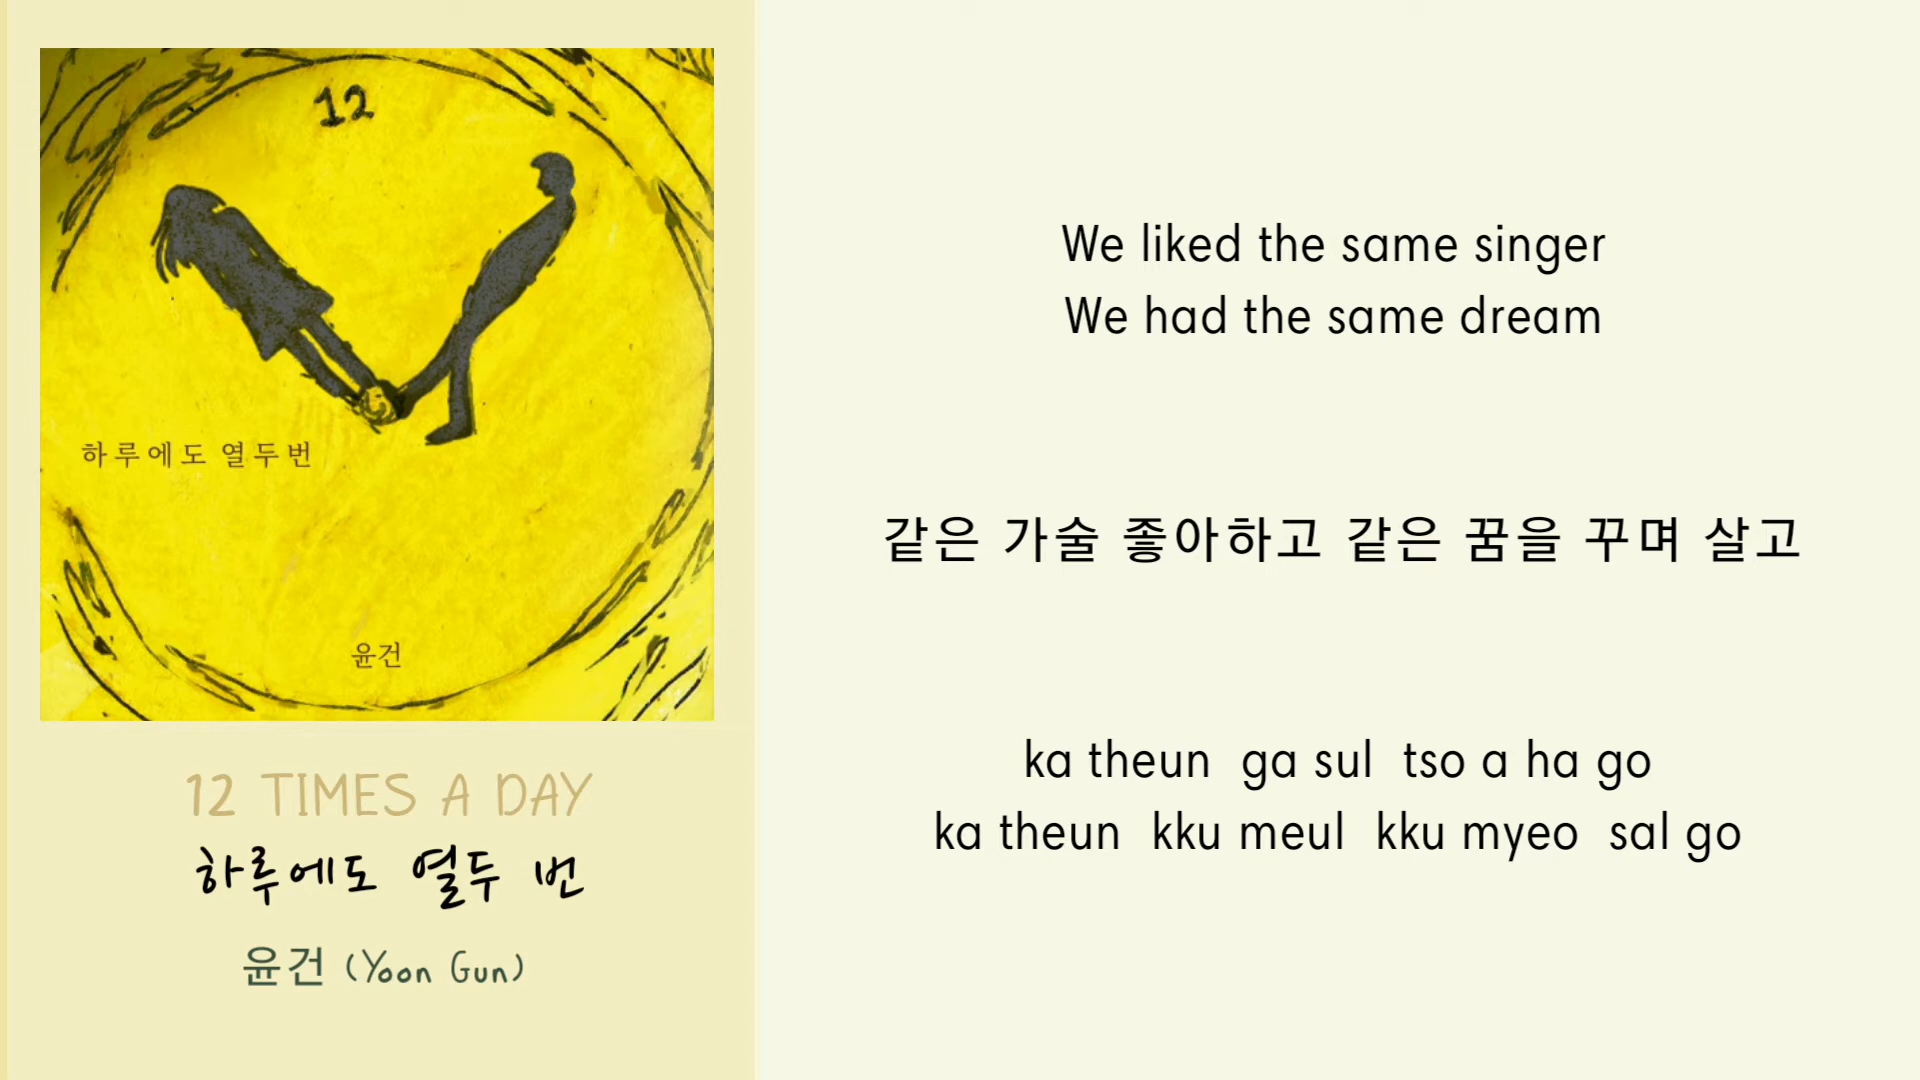 12
하루에도 열두번
윤건
12 TIMES A DAY
하루에도 열두 번
윤건 (Yoon Gun)
We liked the same singer
We had the same dream
같은 가술 좋아하고 같은 꿈을 꾸며 살고
ka theun ga sul tso a ha go
ka theun kku meul kku myeo sal go